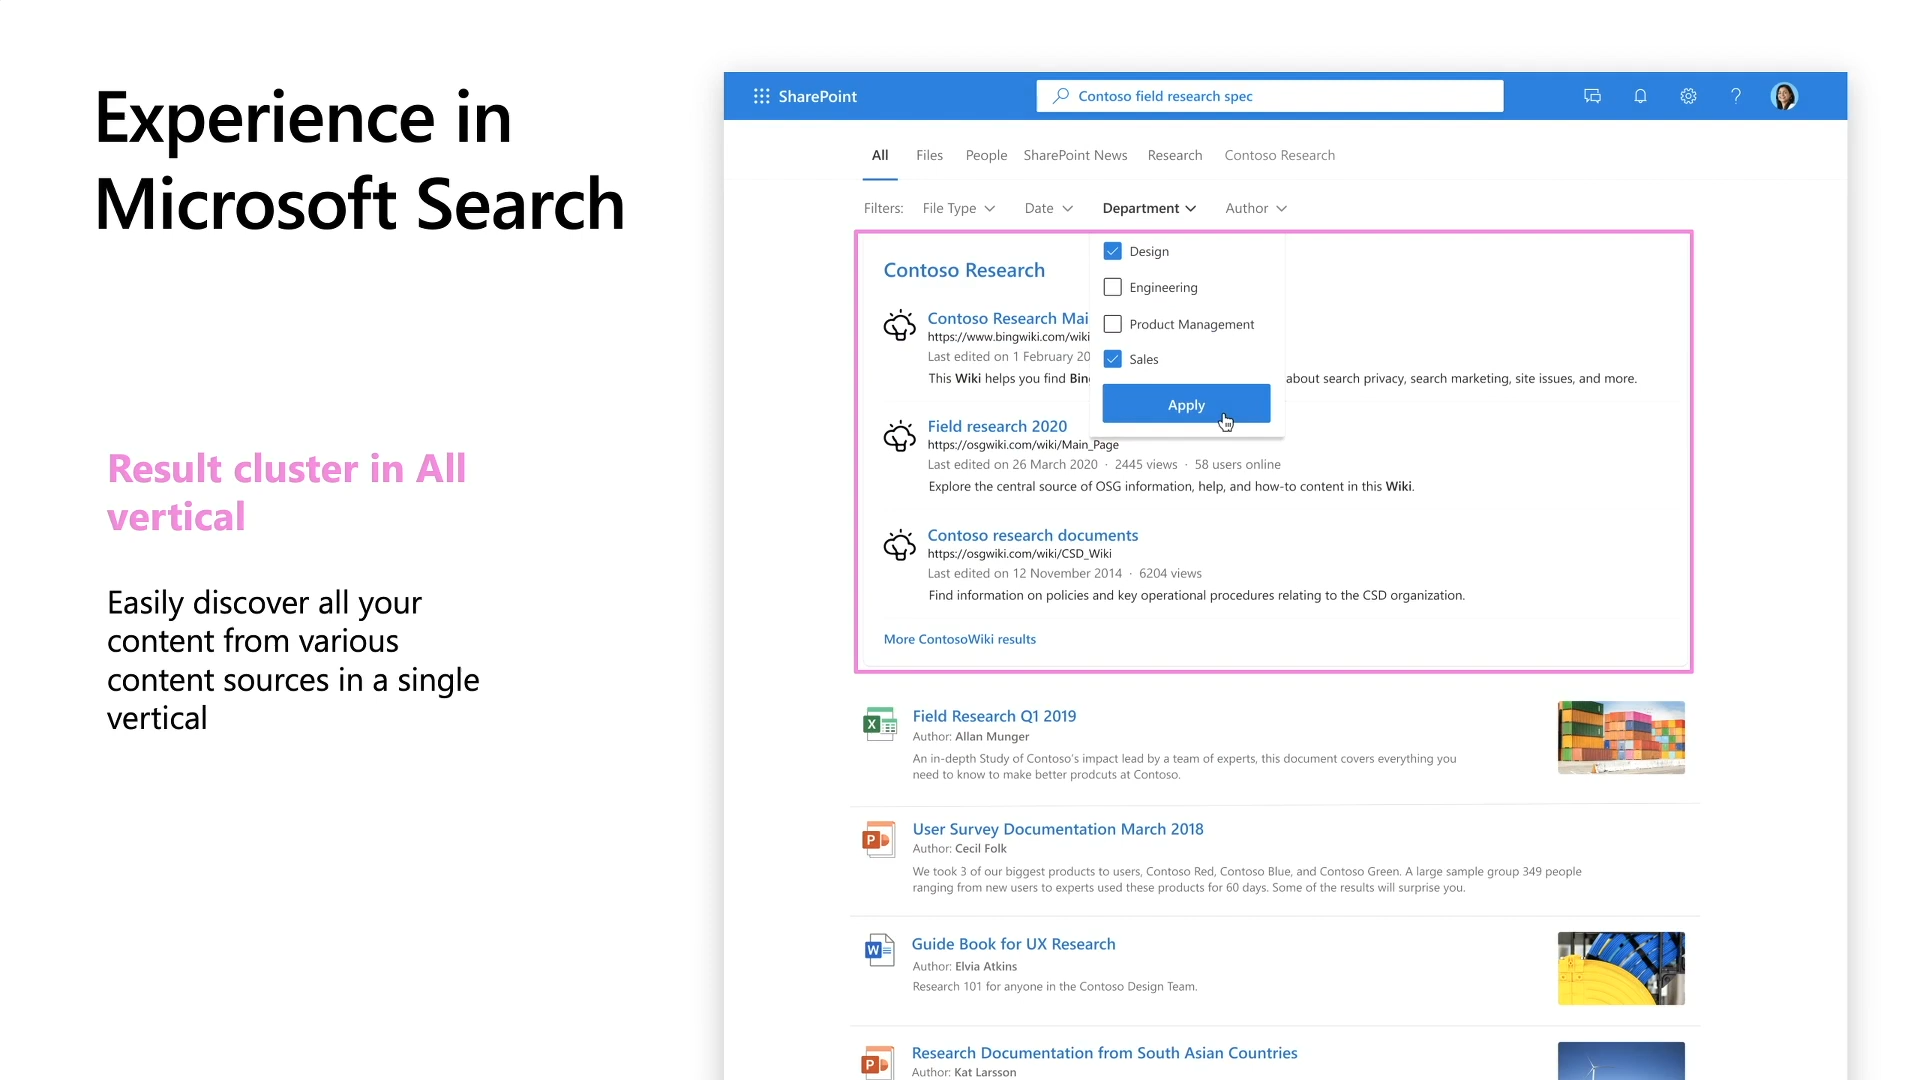 Experience in
Microsoft Search
Result cluster in All
vertical
Easily discover all your
content from various
content sources in a single
vertical
SharePoint
Contoso field research spec
?
All Files People SharePoint News Research Contoso Research
Filters: File Type Date Department Author
Design
Engineering
Product Management
Sales
Apply
Contoso Research
Contoso Research Mai
https://www.bingwiki.com/wiki
Last edited on 1 February 20
This Wiki helps you find Bin about search privacy, search marketing, site issues, and more.
Field research 2020
https://osgwiki.com/wiki/Main_Page
Last edited on 26 March 2020 · 2445 views · 58 users online
Explore the central source of OSG information, help, and how-to content in this Wiki.
Contoso research documents
https://osgwiki.com/wiki/CSD_Wiki
Last edited on 12 November 2014 · 6204 views
Find information on policies and key operational procedures relating to the CSD organization.
More ContosoWiki results
X
Field Research Q1 2019
Author: Allan Munger
An in-depth Study of Contoso's impact lead by a team of experts, this document covers everything you
need to know to make better prodcuts at Contoso.
P
User Survey Documentation March 2018
Author: Cecil Folk
We took 3 of our biggest products to users, Contoso Red, Contoso Blue, and Contoso Green. A large sample group 349 people
ranging from new users to experts used these products for 60 days. Some of the results will surprise you.
W
Guide Book for UX Research
Author: Elvia Atkins
Research 101 for anyone in the Contoso Design Team.
P
Research Documentation from South Asian Countries
Author: Kat Larsson